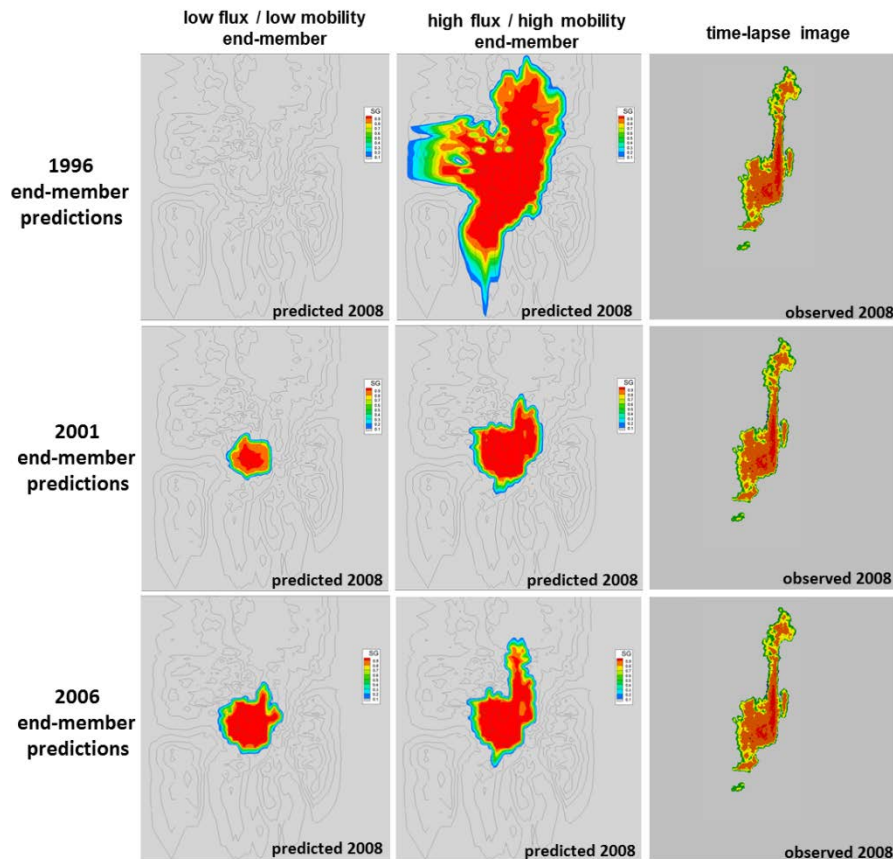 low flux / low mobility
end-member
high flux / high mobility
end-member
time-lapse image
1996
end-member
predictions
SG
predicted 2008
SG
predicted 2008
observed 2008
2001
end-member
predictions
SG
predicted 2008
SG
predicted 2008
observed 2008
2006
end-member
predictions
SG
predicted 2008
SG
predicted 2008
observed 2008